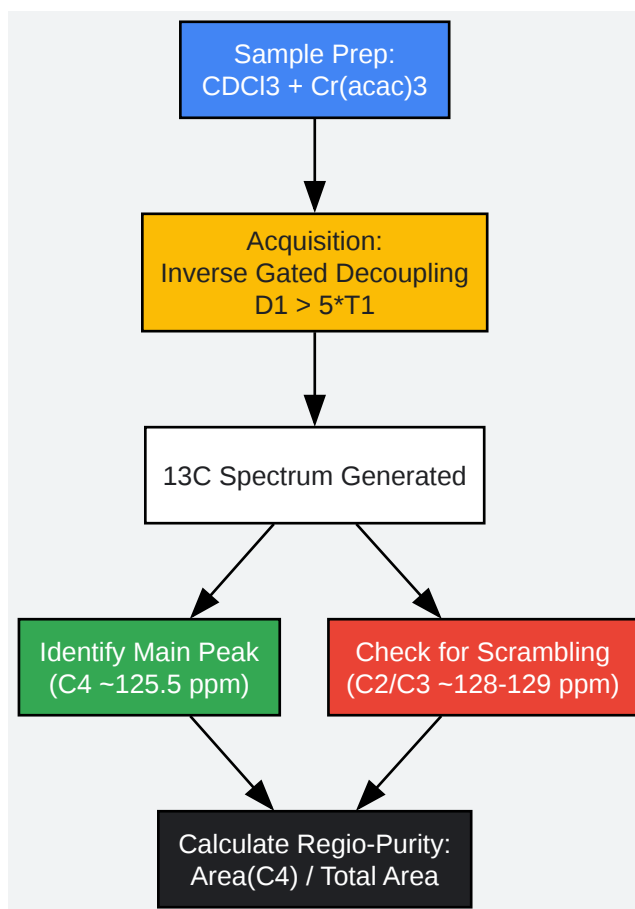 Sample Prep:
CDCl3 + Cr(acac)3
Acquisition:
Inverse Gated Decoupling
D1 > 5*T1
13C Spectrum Generated
Identify Main Peak
(C4 ~125.5 ppm)
Check for Scrambling
(C2/C3 ~128-129 ppm)
Calculate Regio-Purity:
Area(C4) / Total Area